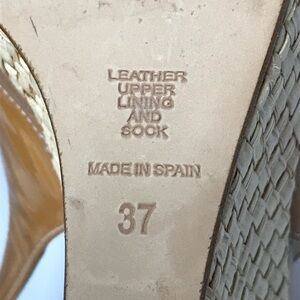 LEATHER
UPPER
LINING
AND
SOCK
MADE IN SPAIN
37